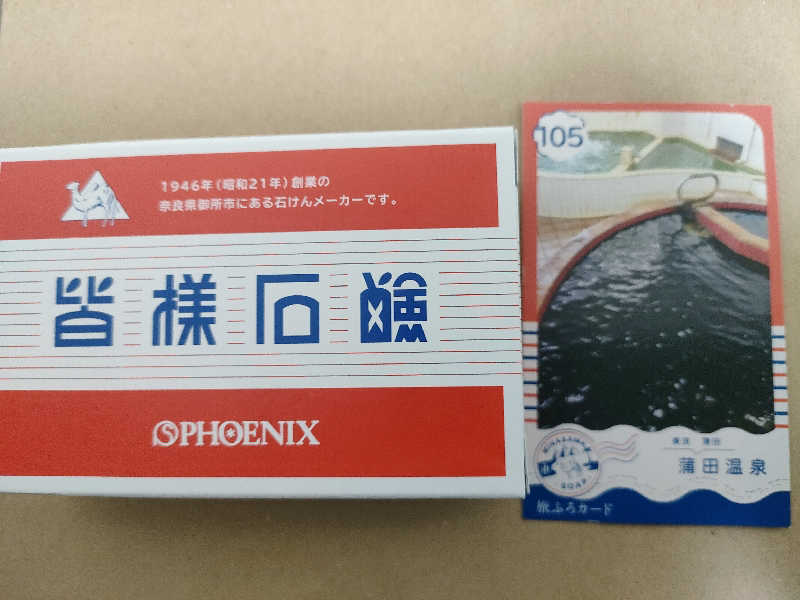 1946年(昭和21年)創業の
奈良県御所市にある石けんメーカーです。
皆様石鹸
SPHOENIX
105
東京 蒲田
蒲田温泉
SOAP
旅ふろカード